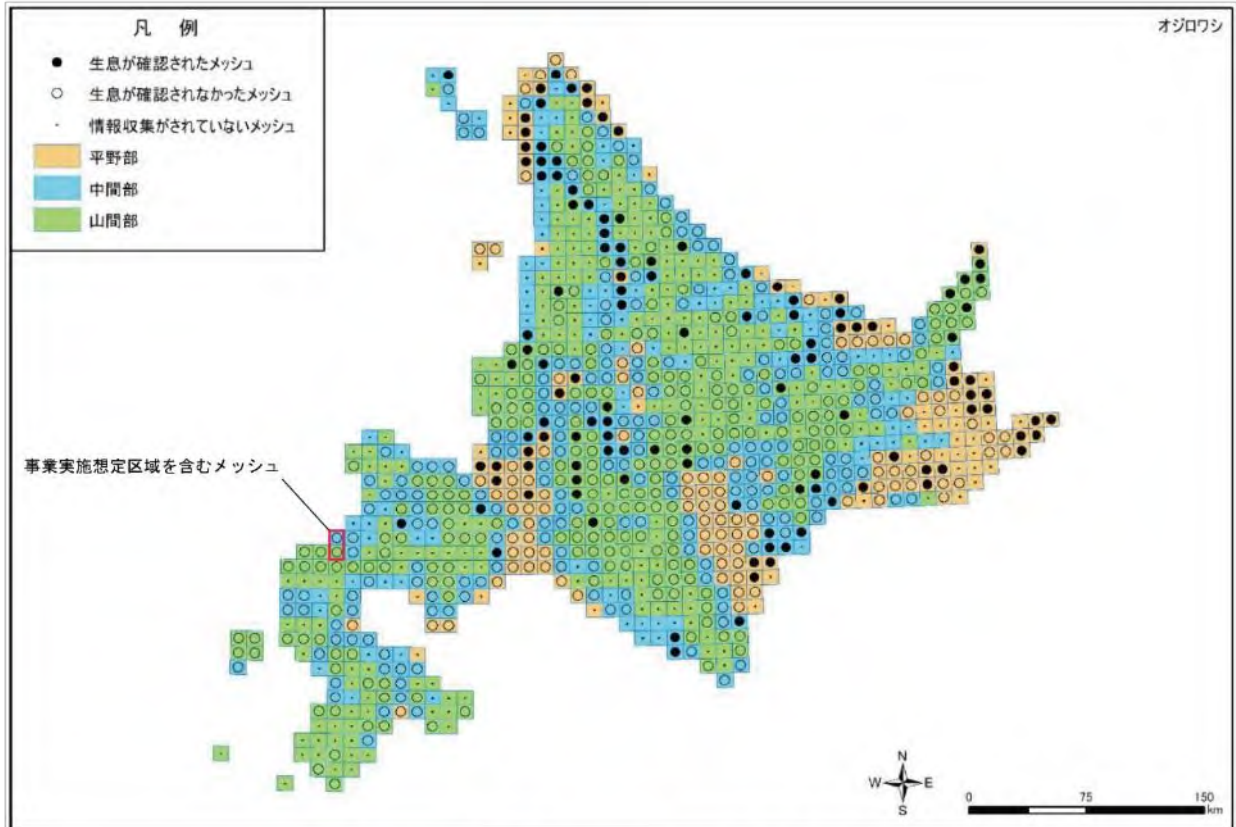 凡 例
生息が確認されたメッシュ
生息が確認されなかったメッシュ
情報収集がされていないメッシュ
平野部
中間部
山間部
オジロワシ
事業実施想定区域を含むメッシュ
N
W E
S
0 75 150
km